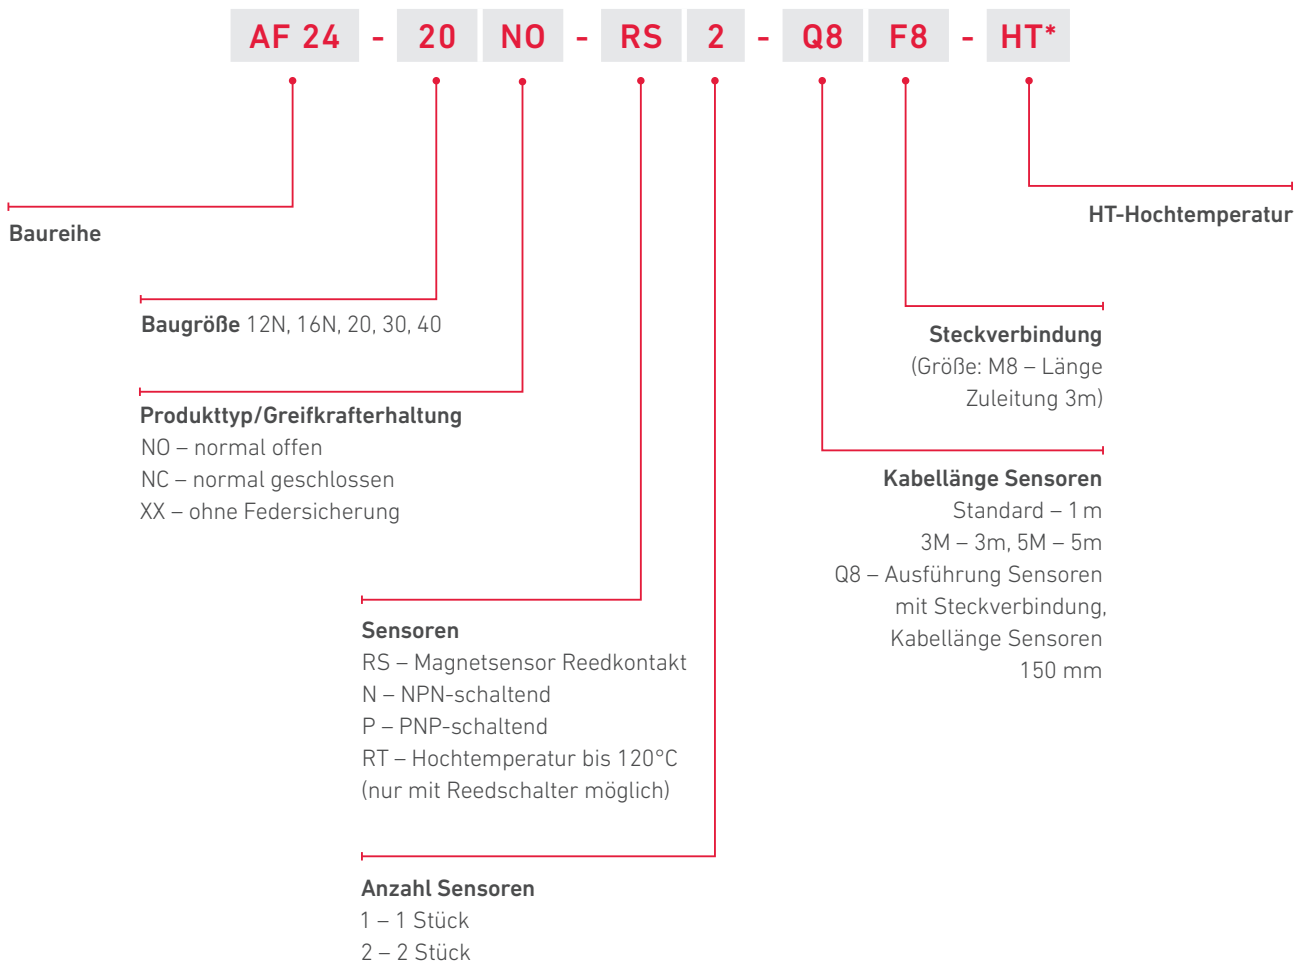 AF 24 - 20 NO - RS 2 - Q8 F8 - HT*
Baureihe
HT-Hochtemperatur
Baugröße 12N, 16N, 20, 30, 40
Steckverbindung
(Größe: M8 – Länge
Zuleitung 3m)
Produkttyp/Greifkrafterhaltung
NO – normal offen
NC – normal geschlossen
XX – ohne Federsicherung
Kabellänge Sensoren
Standard – 1 m
3M – 3m, 5M – 5m
Q8 – Ausführung Sensoren
mit Steckverbindung,
Kabellänge Sensoren
150 mm
Sensoren
RS – Magnetsensor Reedkontakt
N – NPN-schaltend
P – PNP-schaltend
RT – Hochtemperatur bis 120°C
(nur mit Reedschalter möglich)
Anzahl Sensoren
1 – 1 Stück
2 – 2 Stück